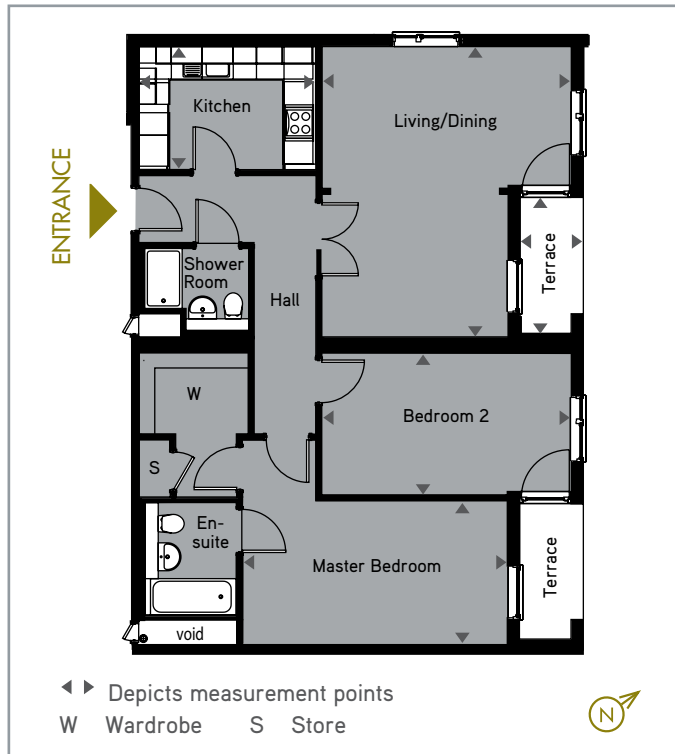 Kitchen
Living/Dining
ENTRANCE
Shower
Room
Terrace
Hall
W
Bedroom 2
S
En-
suite
Master Bedroom
Terrace
void
Depicts measurement points
W Wardrobe S Store
N